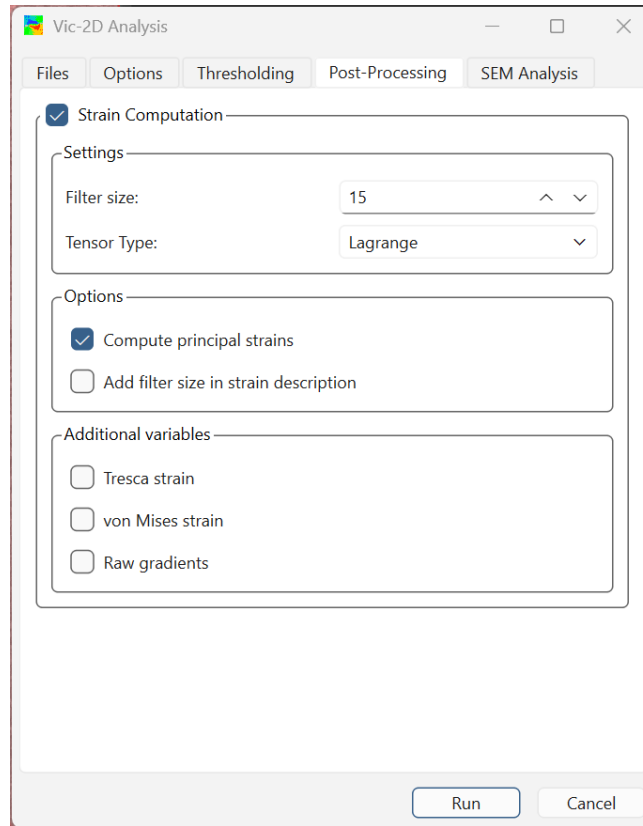 Vic-2D Analysis
Files Options Thresholding Post-Processing SEM Analysis
Strain Computation
Settings
Filter size: 15
Tensor Type: Lagrange
Options
Compute principal strains
Add filter size in strain description
Additional variables
Tresca strain
von Mises strain
Raw gradients
Run Cancel